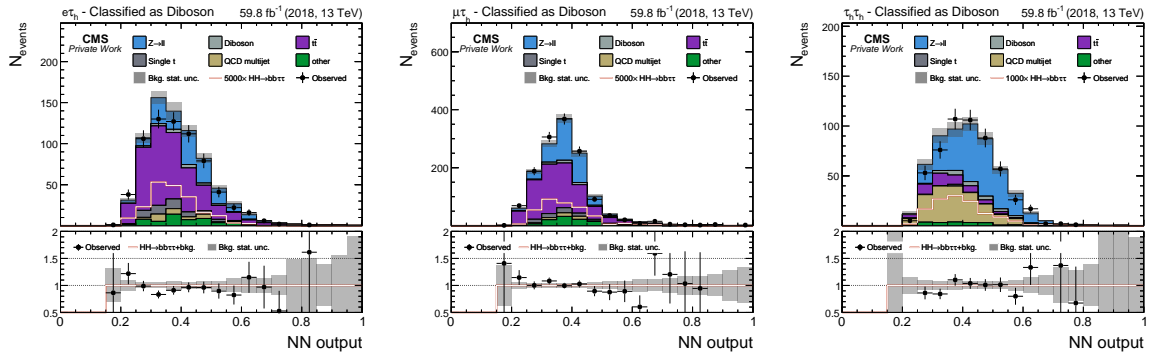 eτh - Classified as Diboson 59.8 fb⁻¹ (2018, 13 TeV)
Nevents
CMS
Private Work
Z→ll Diboson tt̄
Single t QCD multijet other
Bkg. stat. unc. 5000× HH→bbττ Observed
250
200
150
100
50
Observed HH→bbττ+bkg. Bkg. stat. unc.
1.5
1
0.5
0 0.2 0.4 0.6 0.8 1
NN output
μτh - Classified as Diboson 59.8 fb⁻¹ (2018, 13 TeV)
Nevents
CMS
Private Work
Z→ll Diboson tt̄
Single t QCD multijet other
Bkg. stat. unc. 5000× HH→bbττ Observed
600
400
200
Observed HH→bbττ+bkg. Bkg. stat. unc.
1.5
1
0.5
0 0.2 0.4 0.6 0.8 1
NN output
τhτh - Classified as Diboson 59.8 fb⁻¹ (2018, 13 TeV)
Nevents
CMS
Private Work
Z→ll Diboson tt̄
Single t QCD multijet other
Bkg. stat. unc. 1000× HH→bbττ Observed
200
150
100
50
Observed HH→bbττ+bkg. Bkg. stat. unc.
1.5
1
0.5
0 0.2 0.4 0.6 0.8 1
NN output